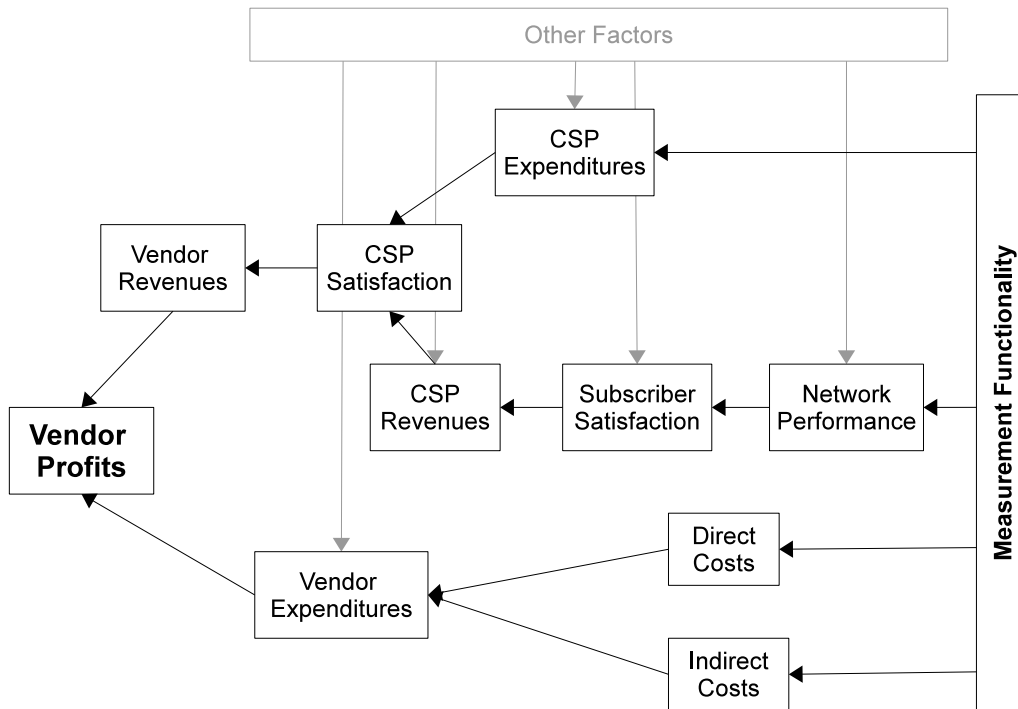 Other Factors
CSP
Expenditures
Vendor
Revenues
CSP
Satisfaction
CSP
Revenues
Subscriber
Satisfaction
Network
Performance
Vendor
Profits
Vendor
Expenditures
Direct
Costs
Indirect
Costs
Measurement Functionality